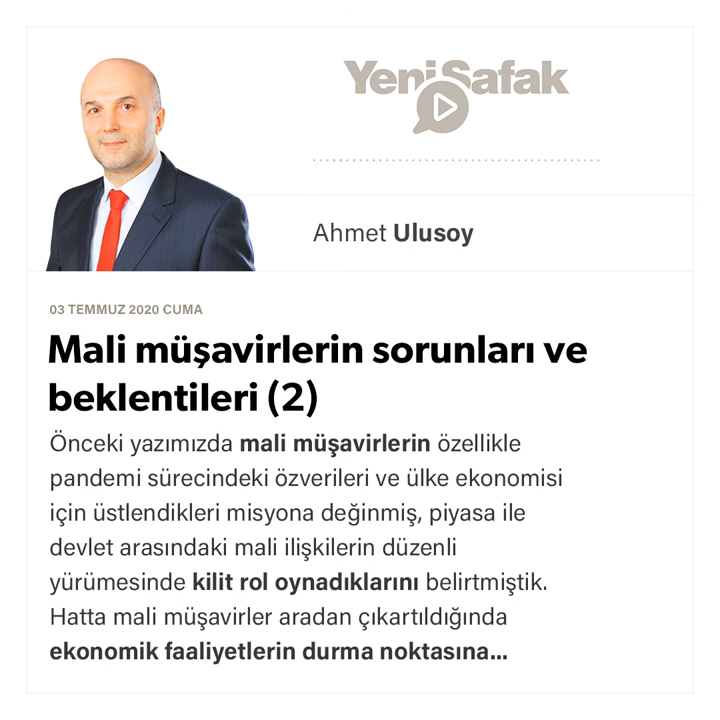 Yeni Safak
Ahmet Ulusoy
03 TEMMUZ 2020 CUMA
Mali müşavirlerin sorunları ve
beklentileri (2)
Önceki yazımızda mali müşavirlerin özellikle
pandemi sürecindeki özverileri ve ülke ekonomisi
için üstlendikleri misyona değinmiş, piyasa ile
devlet arasındaki mali ilişkilerin düzenli
yürümesinde kilit rol oynadıklarını belirtmiştik.
Hatta mali müşavirler aradan çıkartıldığında
ekonomik faaliyetlerin durma noktasına...